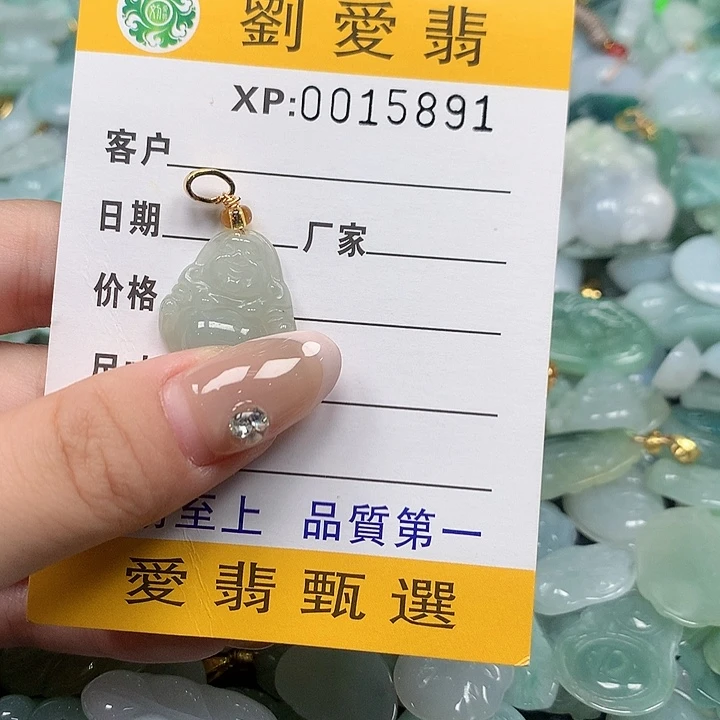 劉愛翡
XP:0015891
客户
日期 厂家
价格
至上 品質第一
愛翡甄選